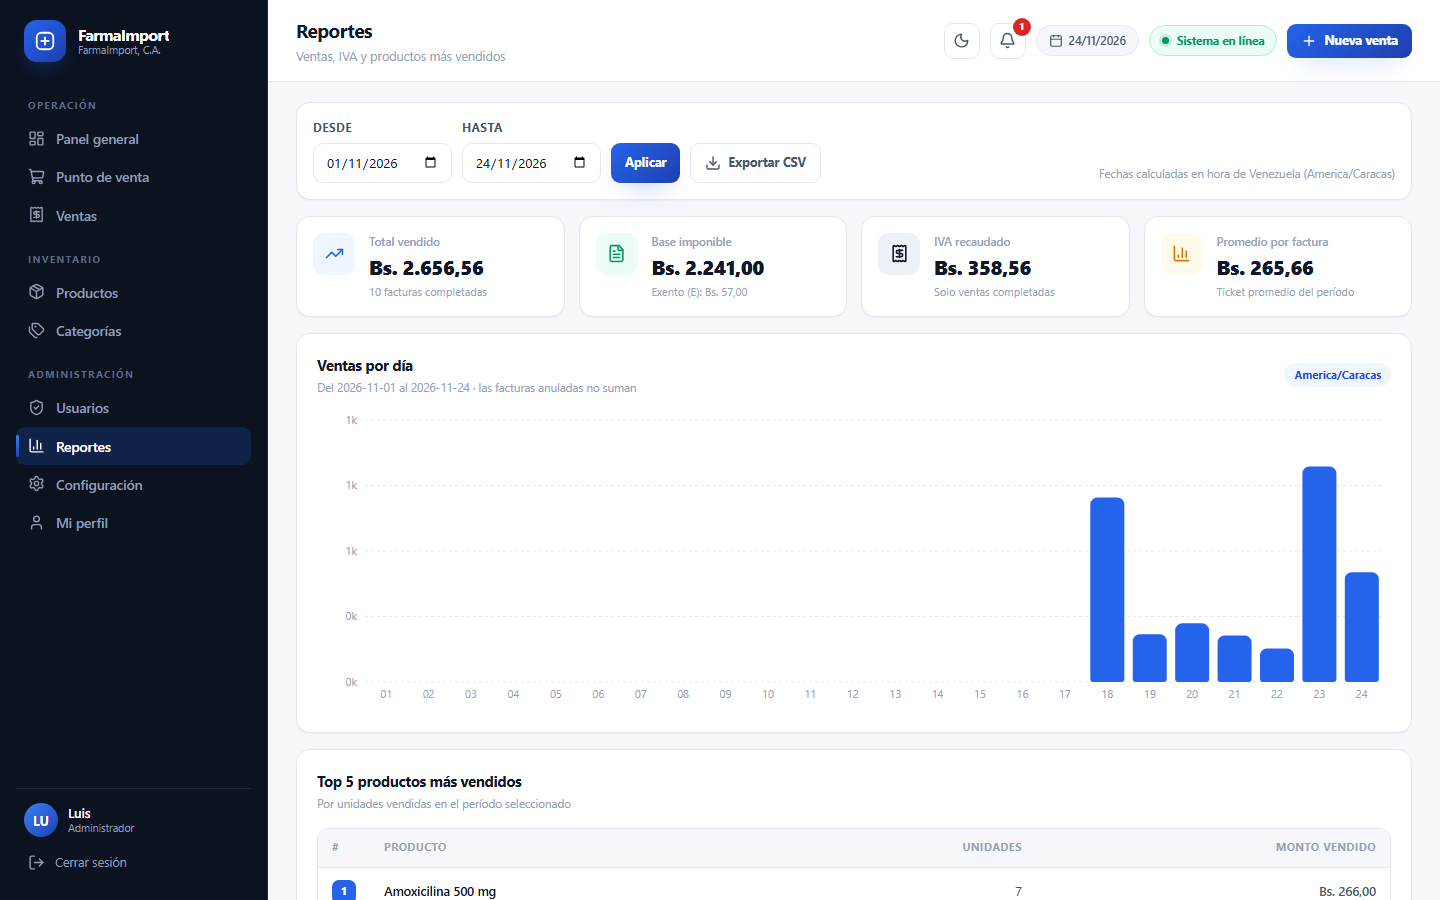 FarmaImport
FarmaImport, C.A.
OPERACIÓN
Panel general
Punto de venta
Ventas
INVENTARIO
Productos
Categorías
ADMINISTRACIÓN
Usuarios
Reportes
Configuración
Mi perfil
LU
Luis
Administrador
Cerrar sesión
Reportes
Ventas, IVA y productos más vendidos
1
24/11/2026
Sistema en línea
Nueva venta
DESDE
HASTA
01/11/2026
24/11/2026
Aplicar
Exportar CSV
Fechas calculadas en hora de Venezuela (America/Caracas)
Total vendido
Bs. 2.656,56
10 facturas completadas
Base imponible
Bs. 2.241,00
Exento (E): Bs. 57,00
IVA recaudado
Bs. 358,56
Solo ventas completadas
Promedio por factura
Bs. 265,66
Ticket promedio del período
Ventas por día
Del 2026-11-01 al 2026-11-24 · las facturas anuladas no suman
America/Caracas
1k
1k
1k
0k
0k
01 02 03 04 05 06 07 08 09 10 11 12 13 14 15 16 17 18 19 20 21 22 23 24
Top 5 productos más vendidos
Por unidades vendidas en el período seleccionado
# PRODUCTO UNIDADES MONTO VENDIDO
1 Amoxicilina 500 mg 7 Bs. 266,00